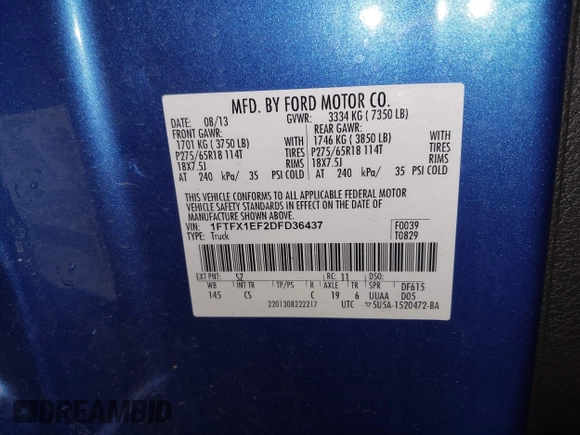 MFD. BY FORD MOTOR CO.
DATE: 08/13 GVWR: 3334 KG ( 7350 LB)
FRONT GAWR: REAR GAWR:
1701 KG ( 3750 LB) WITH 1746 KG ( 3850 LB) WITH
P275/65R18 114T TIRES P275/65R18 114T TIRES
18X7.5J RIMS 18X7.5J RIMS
AT 240 kPa/ 35 PSI COLD AT 240 kPa/ 35 PSI COLD
THIS VEHICLE CONFORMS TO ALL APPLICABLE FEDERAL MOTOR
VEHICLE SAFETY STANDARDS IN EFFECT ON THE DATE OF
MANUFACTURE SHOWN ABOVE.
VIN: 1FTFX1EF2DFD36437 F0039
TYPE: Truck T0829
EXT PNT: SZ RC: 11 DSO:
WB INT TR TP/PS R AXLE TR SPR DF615
145 CS C 19 6 UUAA D05
2201308222217 UTC ▽5U5A-1520472-BA
DREAMBID